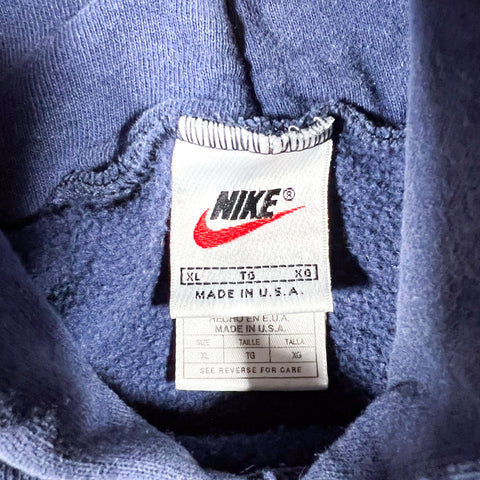 NIKE®
XL TG XG
MADE IN U.S.A.
HECHO EN E.U.A.
MADE IN U.S.A.
SIZE TAILLE TALLA
XL TG XG
SEE REVERSE FOR CARE